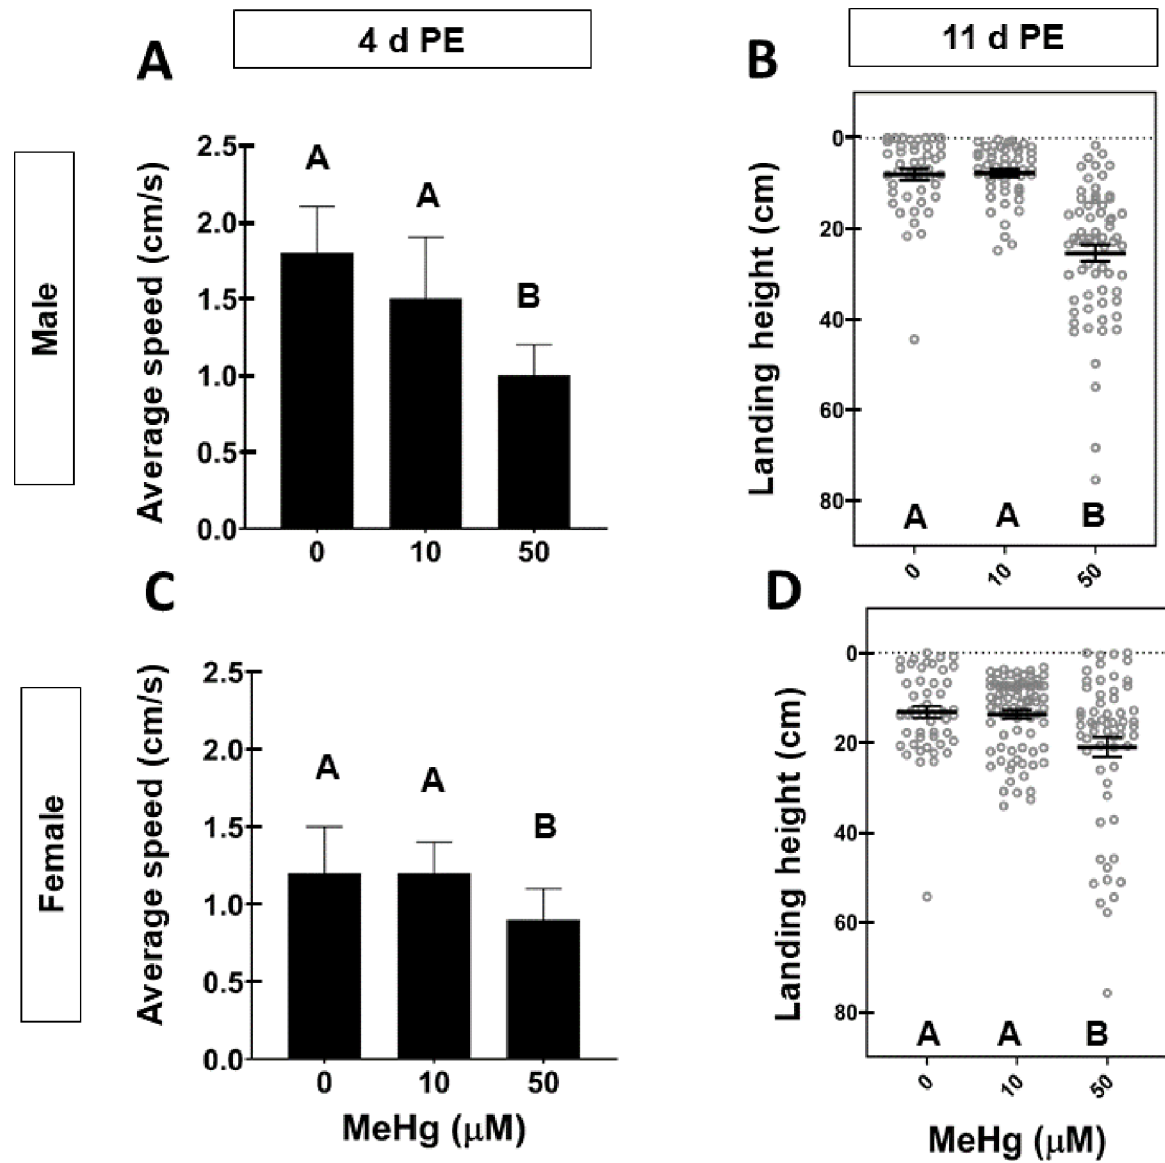 4 d PE
11 d PE
Male
Female
A
Average speed (cm/s)
2.5
2.0
1.5
1.0
0.5
0.0
A
A
B
0
10
50
B
Landing height (cm)
0
20
40
60
80
A
A
B
0
10
50
C
Average speed (cm/s)
2.5
2.0
1.5
1.0
0.5
0.0
A
A
B
0
10
50
MeHg (μM)
D
Landing height (cm)
0
20
40
60
80
A
A
B
0
10
50
MeHg (μM)